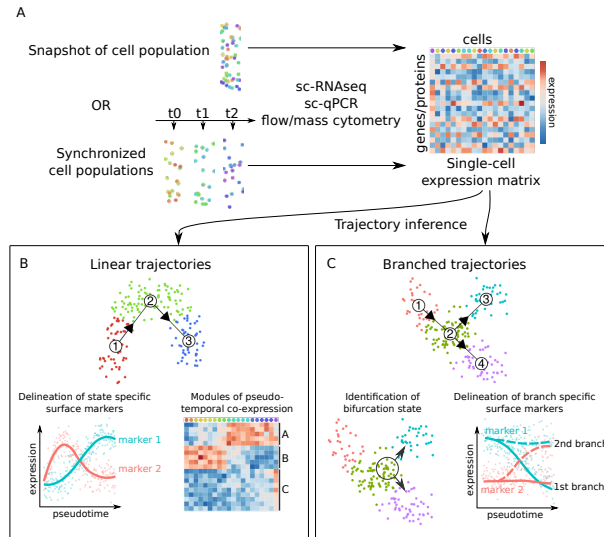 A
Snapshot of cell population
OR
t0 t1 t2
Synchronized
cell populations
sc-RNAseq
sc-qPCR
flow/mass cytometry
cells
genes/proteins
expression
Single-cell
expression matrix
Trajectory inference
B
Linear trajectories
1
2
3
Delineation of state specific
surface markers
expression
marker 1
marker 2
pseudotime
Modules of pseudo-
temporal co-expression
A
B
C
C
Branched trajectories
1
2
3
4
Identification of
bifurcation state
Delineation of branch specific
surface markers
expression
marker 1
marker 2
2nd branch
1st branch
pseudotime